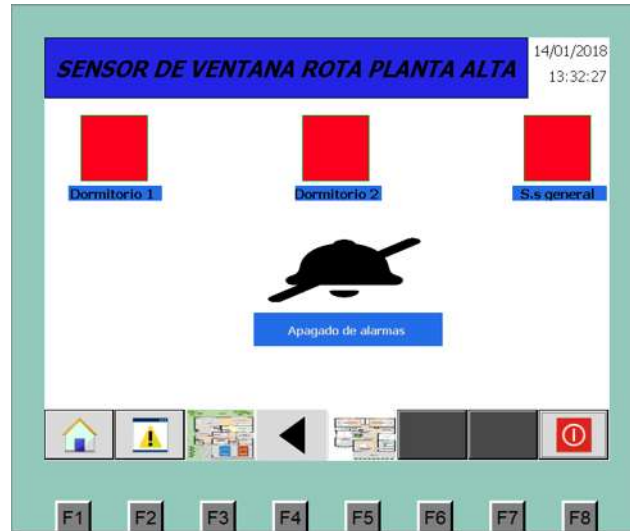 SENSOR DE VENTANA ROTA PLANTA ALTA
14/01/2018
13:32:27
Dormitorio 1
Dormitorio 2
S.s general
Apagado de alarmas
F1
F2
F3
F4
F5
F6
F7
F8